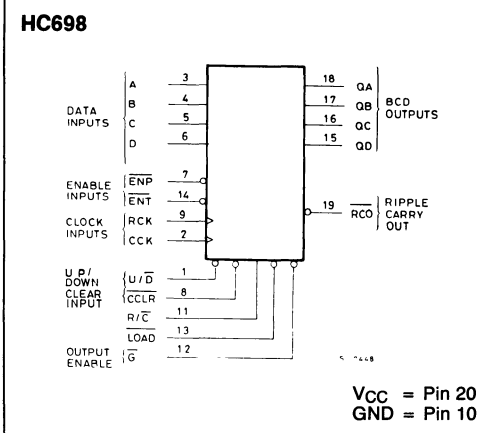 HC698
DATA INPUTS
A 3
B 4
C 5
D 6
ENABLE INPUTS
ENP 7
ENT 14
CLOCK INPUTS
RCK 9
CCK 2
UP/DOWN
U/D 1
CLEAR INPUT
CCLR 8
R/C 11
LOAD 13
OUTPUT ENABLE
G 12
18 QA
17 QB
16 QC
15 QD
BCD OUTPUTS
19 RCO
RIPPLE CARRY OUT
VCC = Pin 20
GND = Pin 10